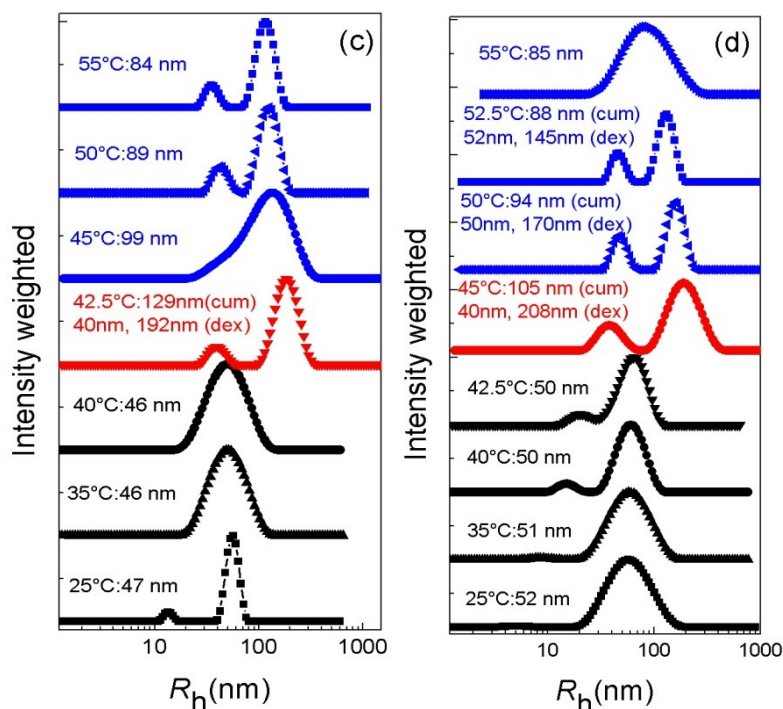 (c)
55°C:84 nm
50°C:89 nm
45°C:99 nm
42.5°C:129nm(cum)
40nm, 192nm (dex)
40°C:46 nm
35°C:46 nm
25°C:47 nm
Intensity weighted
10
100
1000
Rh(nm)
(d)
55°C:85 nm
52.5°C:88 nm (cum)
52nm, 145nm (dex)
50°C:94 nm (cum)
50nm, 170nm (dex)
45°C:105 nm (cum)
40nm, 208nm (dex)
42.5°C:50 nm
40°C:50 nm
35°C:51 nm
25°C:52 nm
Intensity weighted
10
100
1000
Rh(nm)